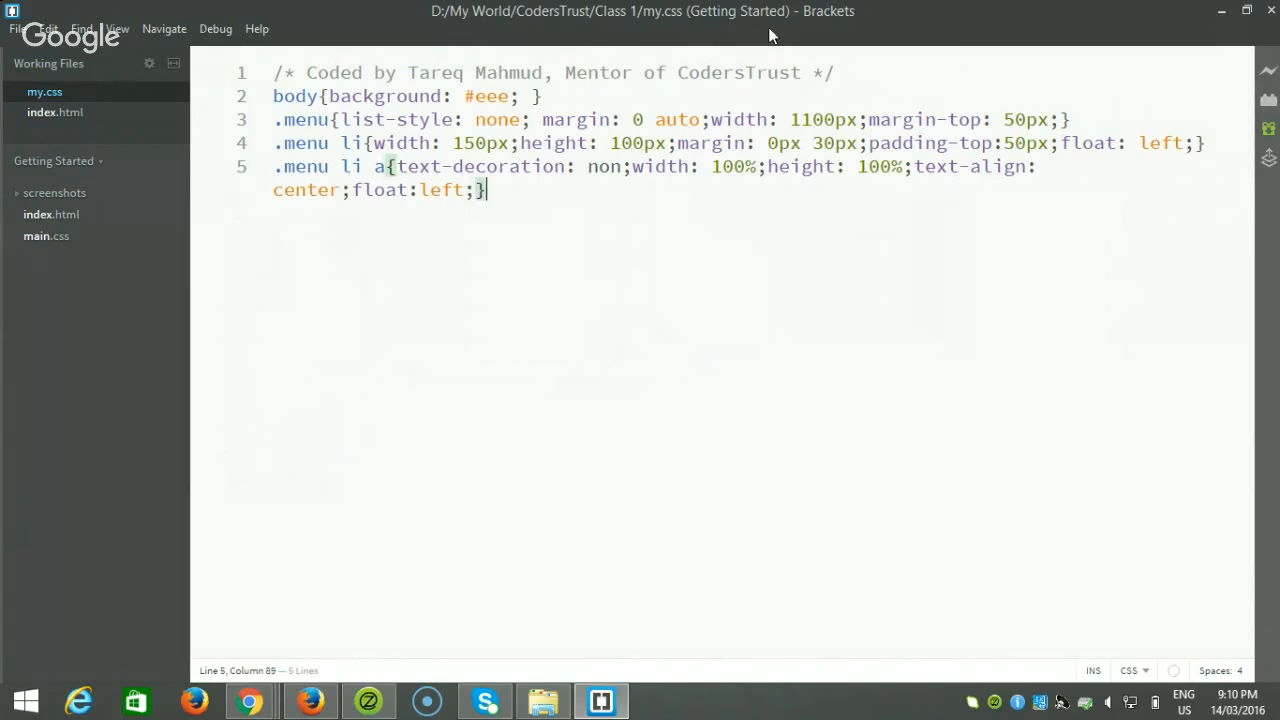 D:/My World/CodersTrust/Class 1/my.css (Getting Started) - Brackets
File Edit Find View Navigate Debug Help
Google
Working Files
my.css
index.html
Getting Started
screenshots
index.html
main.css
1 /* Coded by Tareq Mahmud, Mentor of CodersTrust */
2 body{background: #eee; }
3 .menu{list-style: none; margin: 0 auto;width: 1100px;margin-top: 50px;}
4 .menu li{width: 150px;height: 100px;margin: 0px 30px;padding-top:50px;float: left;}
5 .menu li a{text-decoration: non;width: 100%;height: 100%;text-align:
center;float:left;}
Line 5, Column 89 — 5 Lines
INS CSS Spaces: 4
ENG 9:10 PM
US 14/03/2016